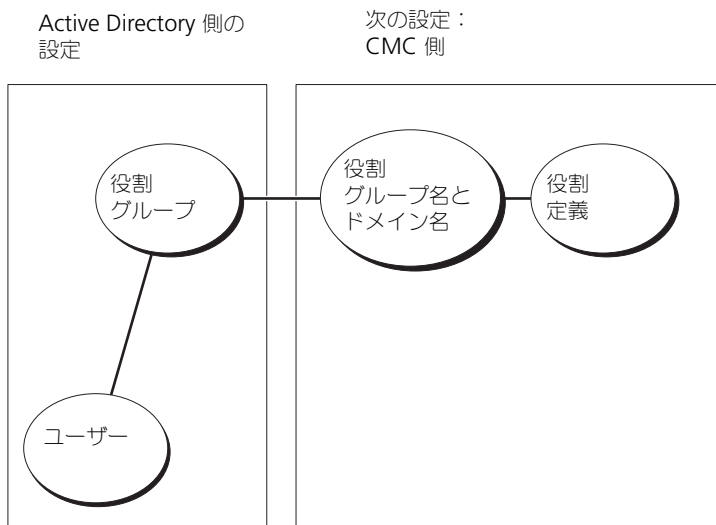 Active Directory 側の
設定
次の設定：
CMC 側
役割
グループ
役割
グループ名と
ドメイン名
役割
定義
ユーザー